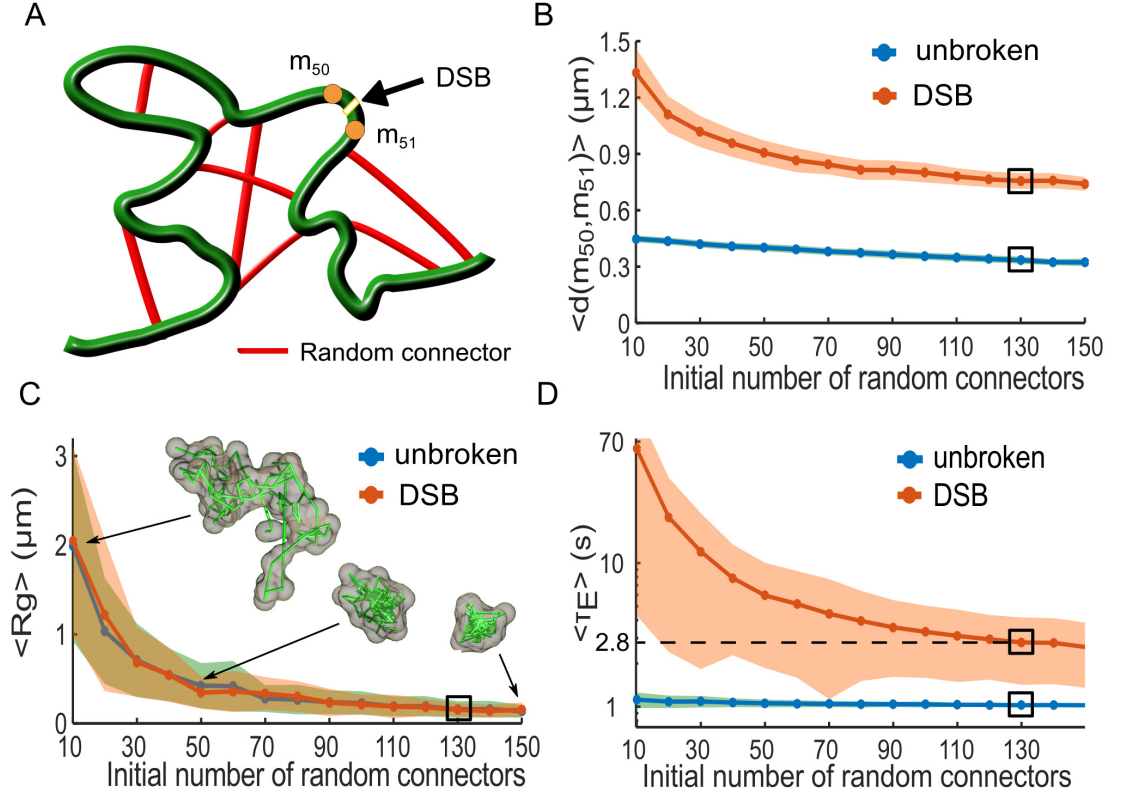 A
m50
DSB
m51
Random connector
B
<d(m50,m51)> (μm)
1.5
1.2
0.9
0.6
0.3
0
unbroken
DSB
10 30 50 70 90 110 130 150
Initial number of random connectors
C
<Rg> (μm)
3
2
1
0
unbroken
DSB
10 30 50 70 90 110 130 150
Initial number of random connectors
D
<τE> (s)
70
10
2.8
1
unbroken
DSB
10 30 50 70 90 110 130
Initial number of random connectors